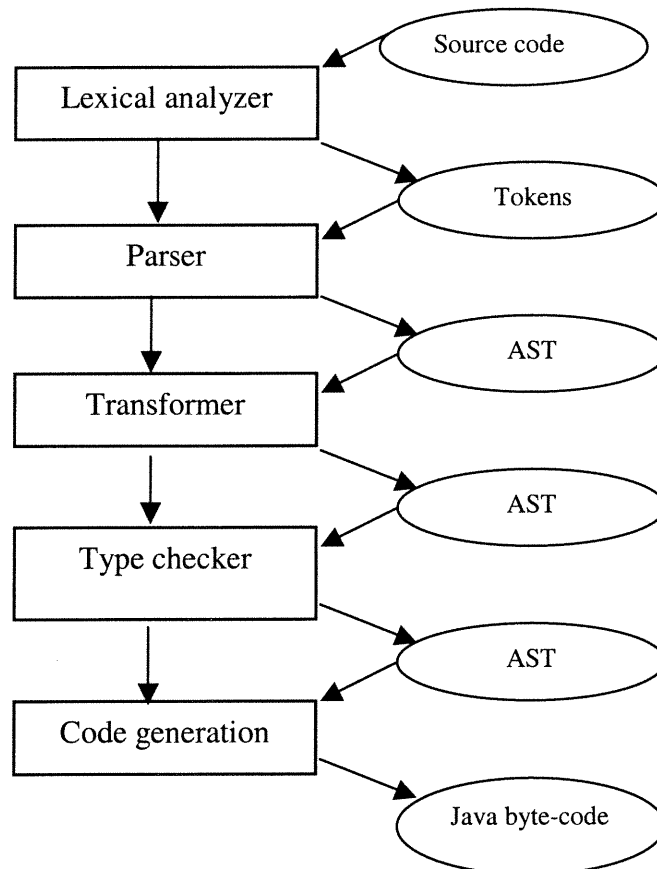 Source code
Lexical analyzer
Tokens
Parser
AST
Transformer
AST
Type checker
AST
Code generation
Java byte-code